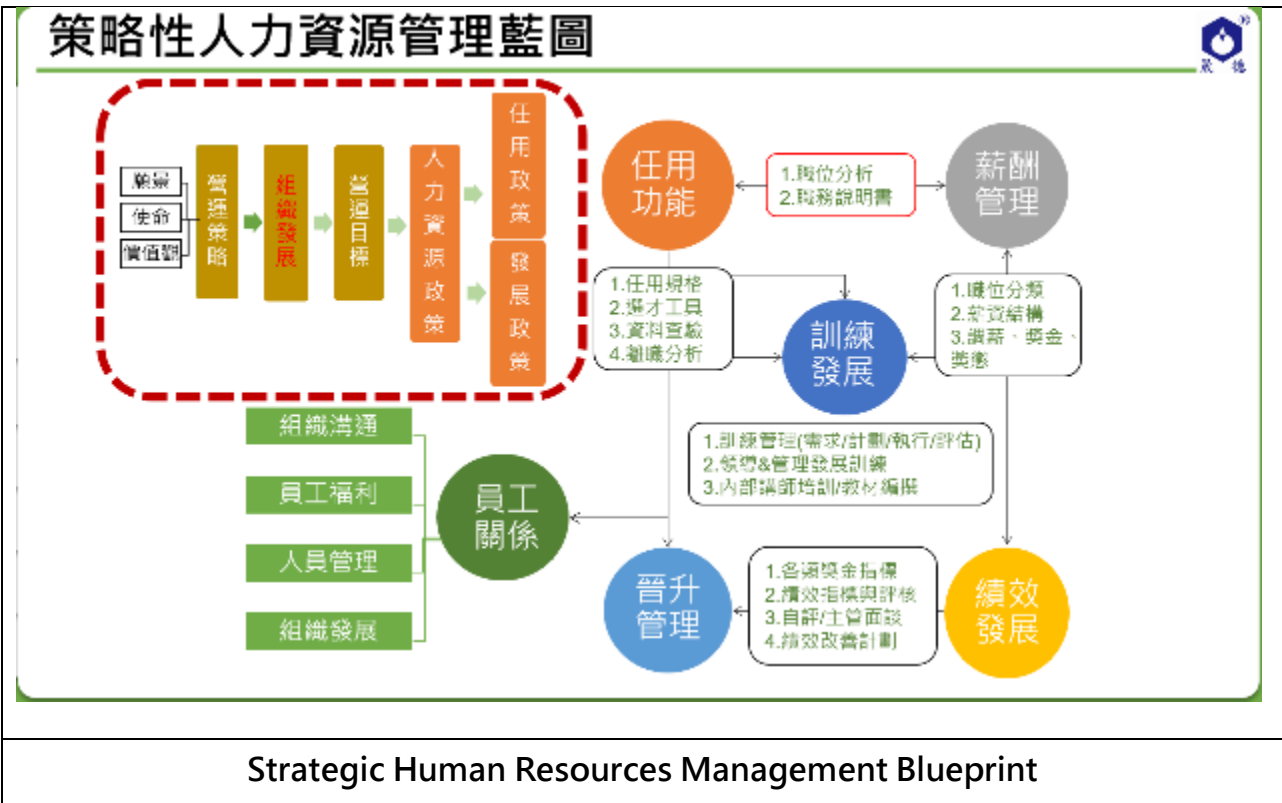 策略性人力資源管理藍圖
晟德
願景
使命
價值觀
營運策略
組織發展
營運目標
人力資源政策
任用政策
發展政策
任用
功能
1.職位分析
2.職務說明書
薪酬
管理
1.任用規格
2.選才工具
3.資料查驗
4.離職分析
訓練
發展
1.職位分類
2.薪資結構
3.調薪、獎金、
獎懲
1.訓練管理(需求/計劃/執行/評估)
2.領導&管理發展訓練
3.內部講師培訓/教材編撰
組織溝通
員工福利
人員管理
組織發展
員工
關係
晉升
管理
1.各類獎金指標
2.績效指標與評核
3.自評/主管面談
4.績效改善計劃
績效
發展
Strategic Human Resources Management Blueprint